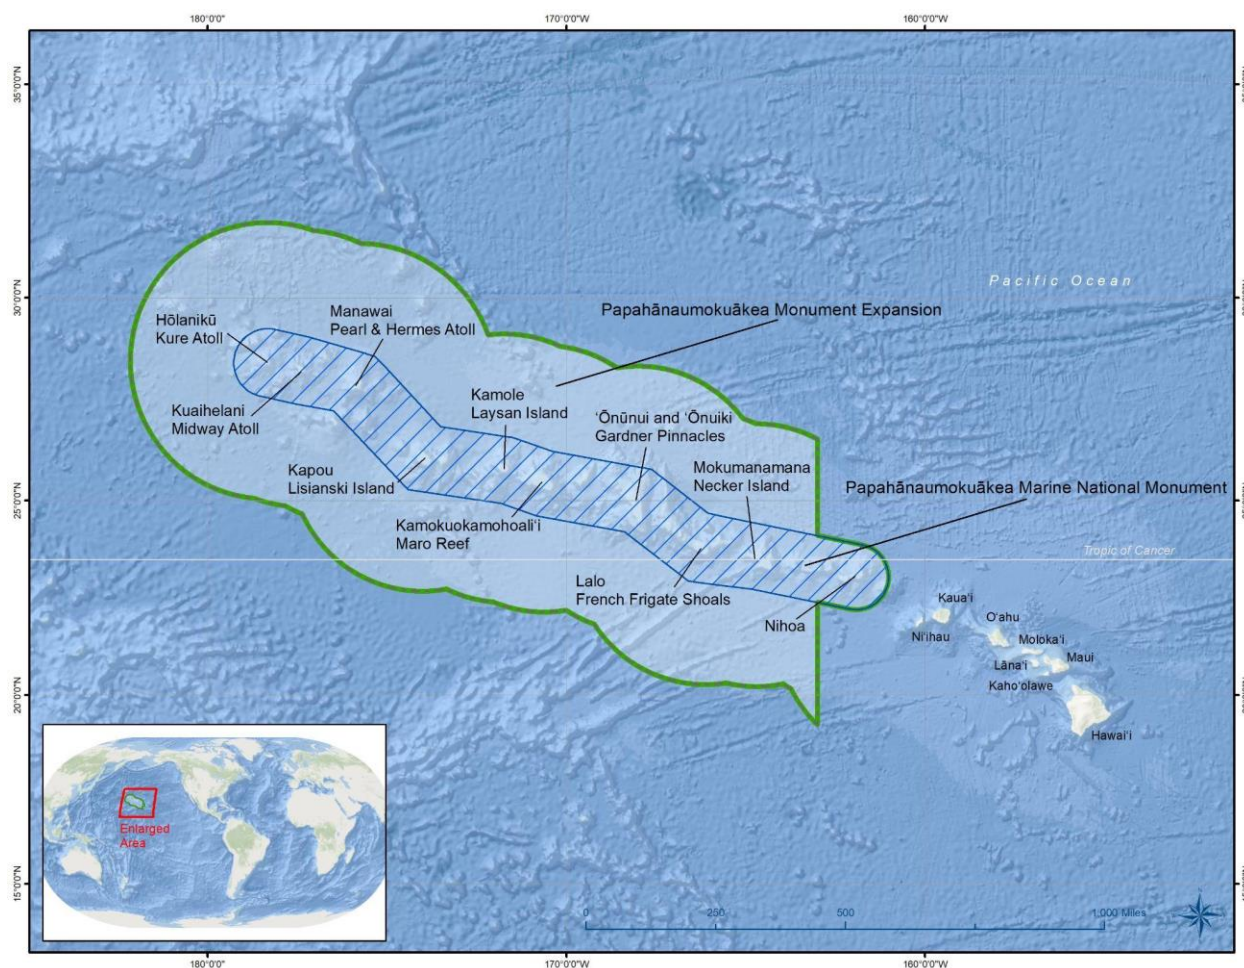 180°0'0"
170°0'0"W
160°0'0"W
35°0'0"N
Pacific Ocean
30°0'0"N
Papahānaumokuākea Monument Expansion
Manawai
Pearl & Hermes Atoll
Hōlanikū
Kure Atoll
Kamole
Laysan Island
Kuaihelani
Midway Atoll
ʻŌnūnui and ʻŌnuiki
Gardner Pinnacles
Mokumanamana
Necker Island
Kapou
Lisianski Island
Papahānaumokuākea Marine National Monument
25°0'0"N
Kamokuokamohoaliʻi
Maro Reef
Tropic of Cancer
Lalo
French Frigate Shoals
Nihoa
Kauaʻi
Niʻihau
Oʻahu
Molokaʻi
Lānaʻi
Maui
Kahoʻolawe
20°0'0"N
Hawaiʻi
Enlarged
Area
15°0'0"N
0
250
500
1,000 Miles
180°0'0"
170°0'0"W
160°0'0"W